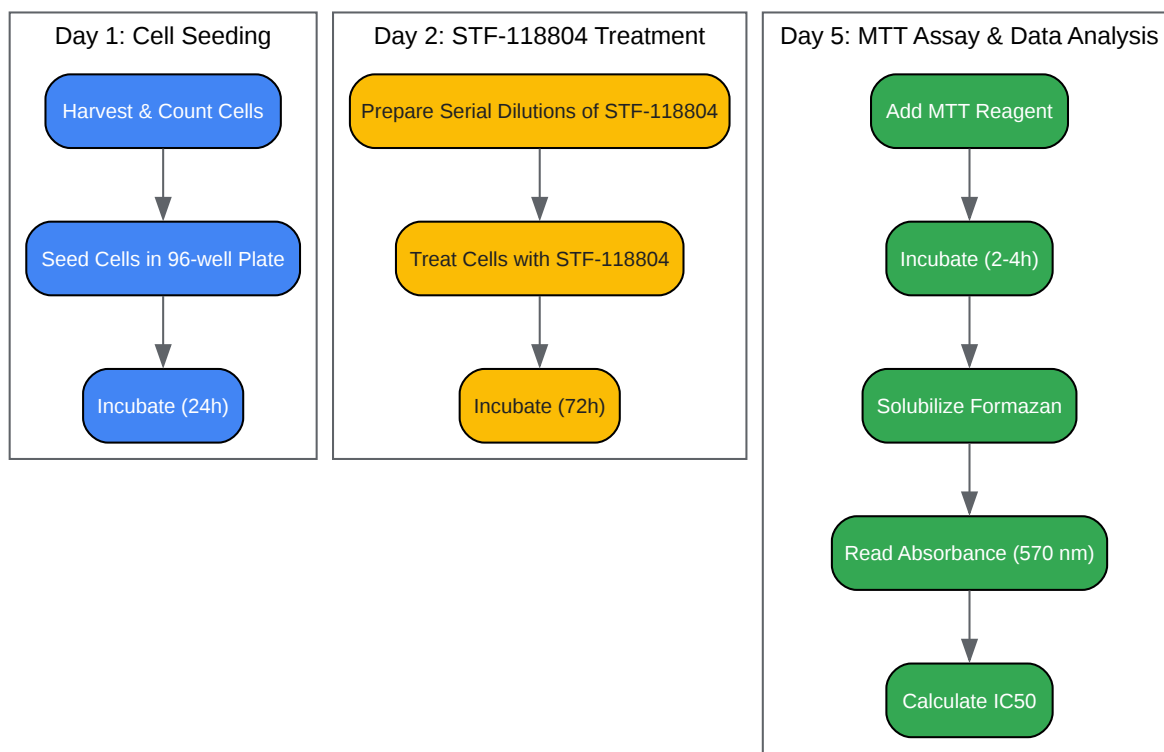 Day 1: Cell Seeding
Harvest & Count Cells
Seed Cells in 96-well Plate
Incubate (24h)
Day 2: STF-118804 Treatment
Prepare Serial Dilutions of STF-118804
Treat Cells with STF-118804
Incubate (72h)
Day 5: MTT Assay & Data Analysis
Add MTT Reagent
Incubate (2-4h)
Solubilize Formazan
Read Absorbance (570 nm)
Calculate IC50